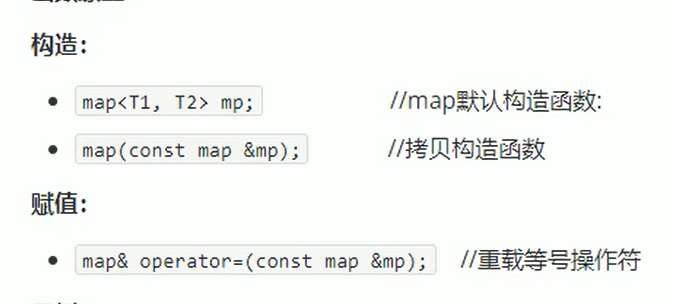 构造：
map<T1, T2> mp; //map默认构造函数:
map(const map &mp); //拷贝构造函数
赋值：
map& operator=(const map &mp); //重载等号操作符